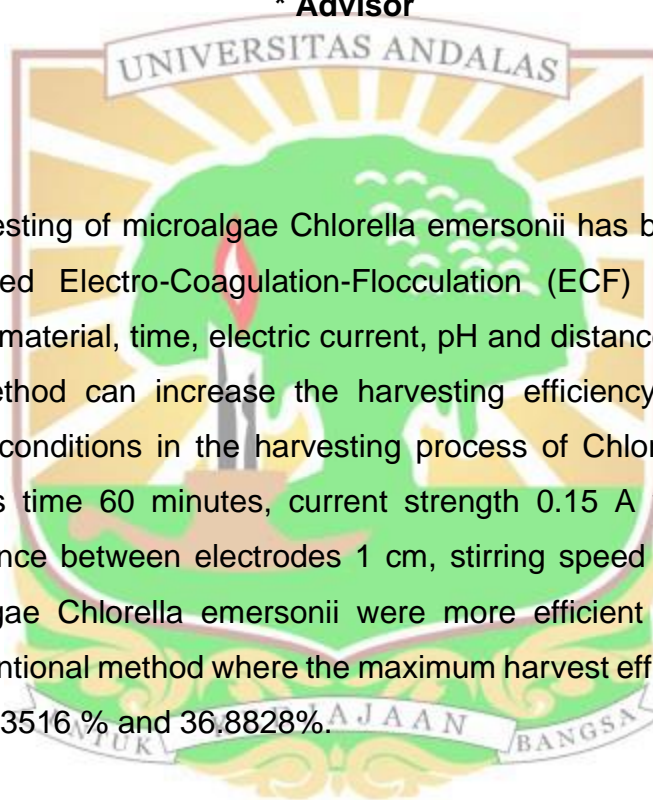 * Advisor
UNIVERSITAS ANDALAS
esting of microalgae Chlorella emersonii has b
ed Electro-Coagulation-Flocculation (ECF)
material, time, electric current, pH and distance
ethod can increase the harvesting efficiency
conditions in the harvesting process of Chlor
s time 60 minutes, current strength 0.15 A
nce between electrodes 1 cm, stirring speed
gae Chlorella emersonii were more efficient
ntional method where the maximum harvest eff
3516 % and 36.8828%.
UNTUK KEDJAJAAN BANGSA